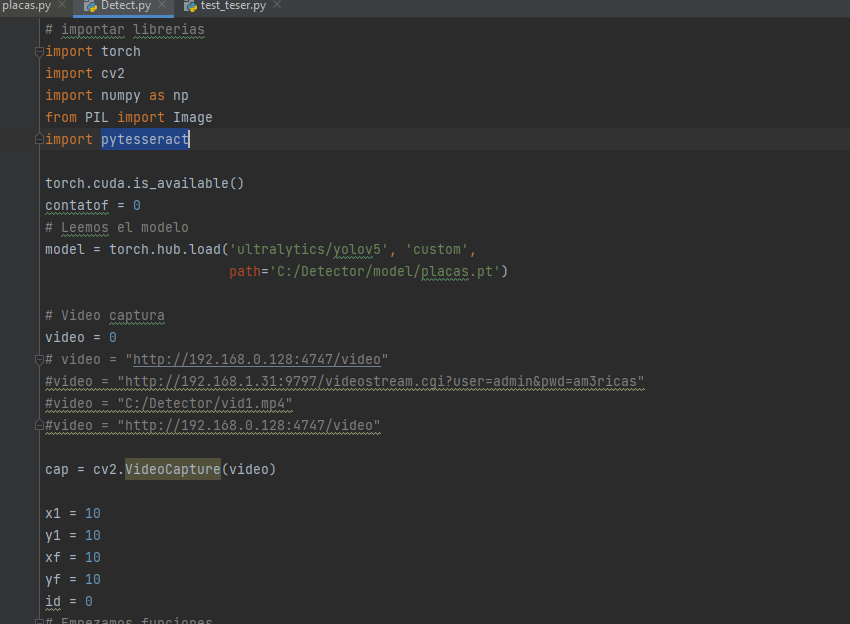 placas.py × Detect.py × test_teser.py ×
# importar librerias
import torch
import cv2
import numpy as np
from PIL import Image
import pytesseract
torch.cuda.is_available()
contatof = 0
# Leemos el modelo
model = torch.hub.load('ultralytics/yolov5', 'custom',
path='C:/Detector/model/placas.pt')
# Video captura
video = 0
# video = "http://192.168.0.128:4747/video"
#video = "http://192.168.1.31:9797/videostream.cgi?user=admin&pwd=am3ricas"
#video = "C:/Detector/vid1.mp4"
#video = "http://192.168.0.128:4747/video"
cap = cv2.VideoCapture(video)
x1 = 10
y1 = 10
xf = 10
yf = 10
id = 0
# Empezamos funciones